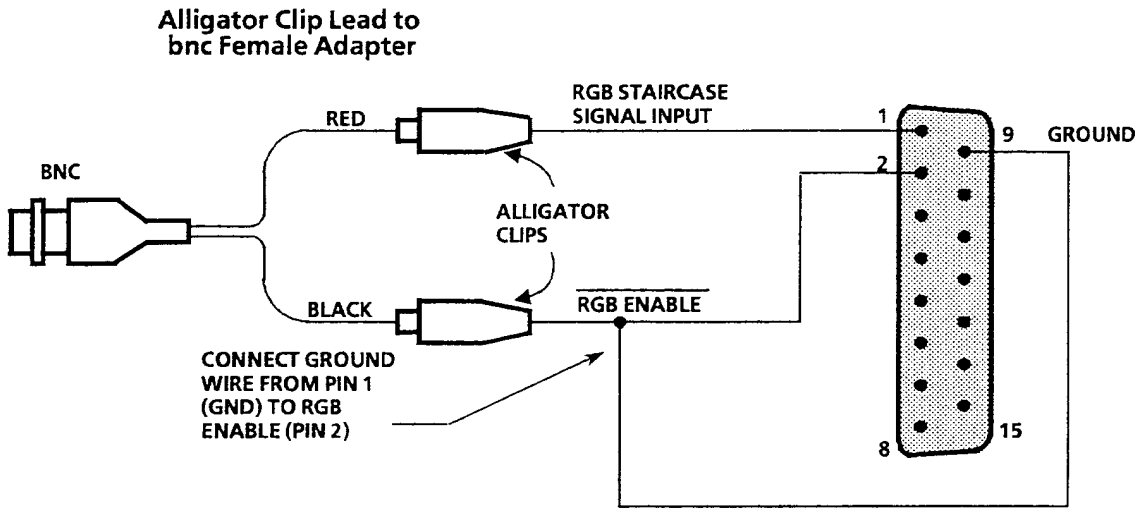 Alligator Clip Lead to
bnc Female Adapter
RGB STAIRCASE
SIGNAL INPUT
RED
1
9
GROUND
BNC
2
ALLIGATOR
CLIPS
BLACK
RGB ENABLE
CONNECT GROUND
WIRE FROM PIN 1
(GND) TO RGB
ENABLE (PIN 2)
8
15